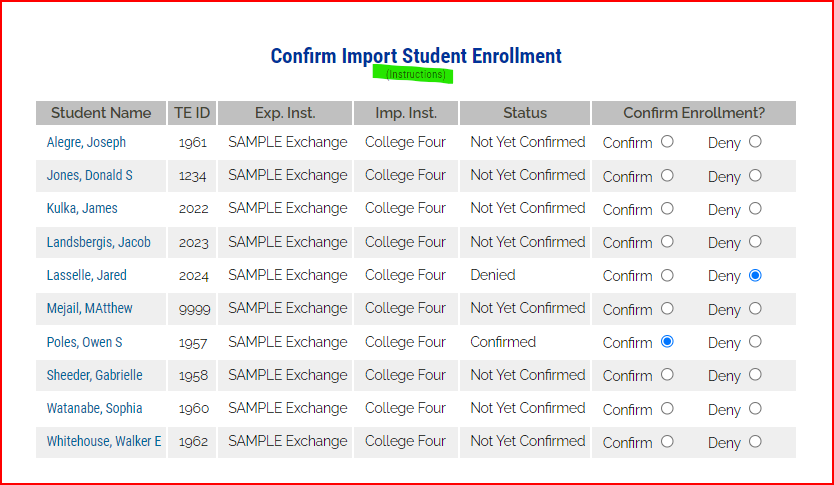 Confirm Import Student Enrollment
(Instructions)
Student Name TE ID Exp. Inst. Imp. Inst. Status Confirm Enrollment?
Alegre, Joseph 1961 SAMPLE Exchange College Four Not Yet Confirmed Confirm Deny
Jones, Donald S 1234 SAMPLE Exchange College Four Not Yet Confirmed Confirm Deny
Kulka, James 2022 SAMPLE Exchange College Four Not Yet Confirmed Confirm Deny
Landsbergis, Jacob 2023 SAMPLE Exchange College Four Not Yet Confirmed Confirm Deny
Lasselle, Jared 2024 SAMPLE Exchange College Four Denied Confirm Deny
Mejail, MAtthew 9999 SAMPLE Exchange College Four Not Yet Confirmed Confirm Deny
Poles, Owen S 1957 SAMPLE Exchange College Four Confirmed Confirm Deny
Sheeder, Gabrielle 1958 SAMPLE Exchange College Four Not Yet Confirmed Confirm Deny
Watanabe, Sophia 1960 SAMPLE Exchange College Four Not Yet Confirmed Confirm Deny
Whitehouse, Walker E 1962 SAMPLE Exchange College Four Not Yet Confirmed Confirm Deny